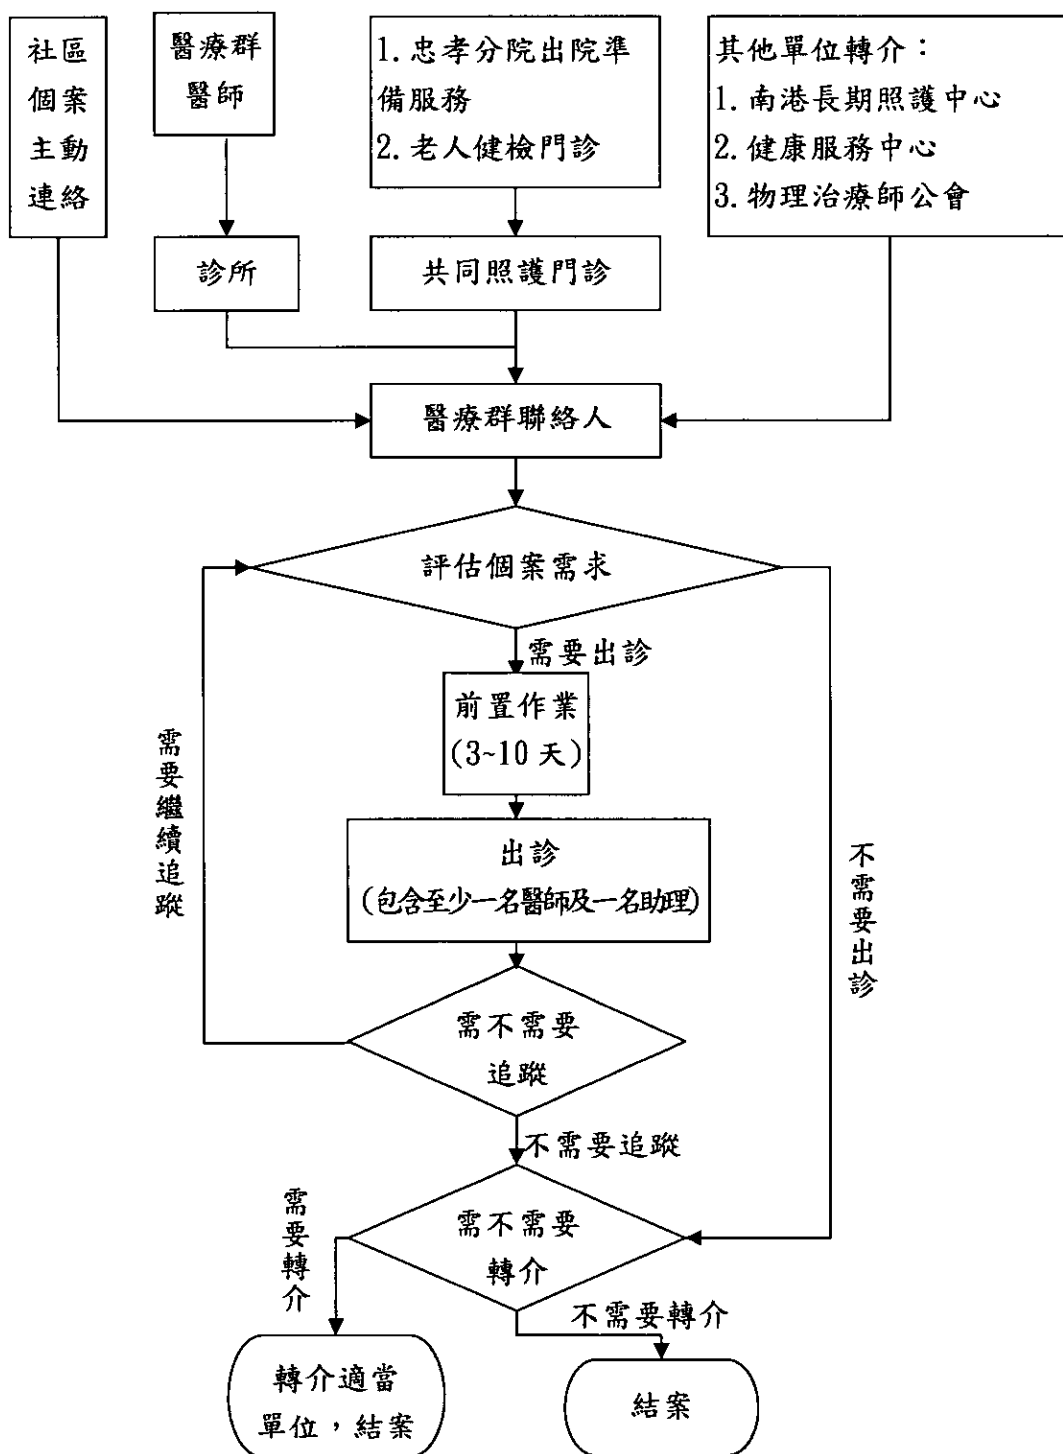 社區
個案
主動
連絡
醫療群
醫師
1. 忠孝分院出院準
備服務
2. 老人健檢門診
其他單位轉介：
1. 南港長期照護中心
2. 健康服務中心
3. 物理治療師公會
診所
共同照護門診
醫療群聯絡人
評估個案需求
需要出診
前置作業
(3~10 天)
需要繼續追蹤
出診
(包含至少一名醫師及一名助理)
不需要出診
需不需要
追蹤
不需要追蹤
需要轉介
需不需要
轉介
不需要轉介
轉介適當
單位，結案
結案